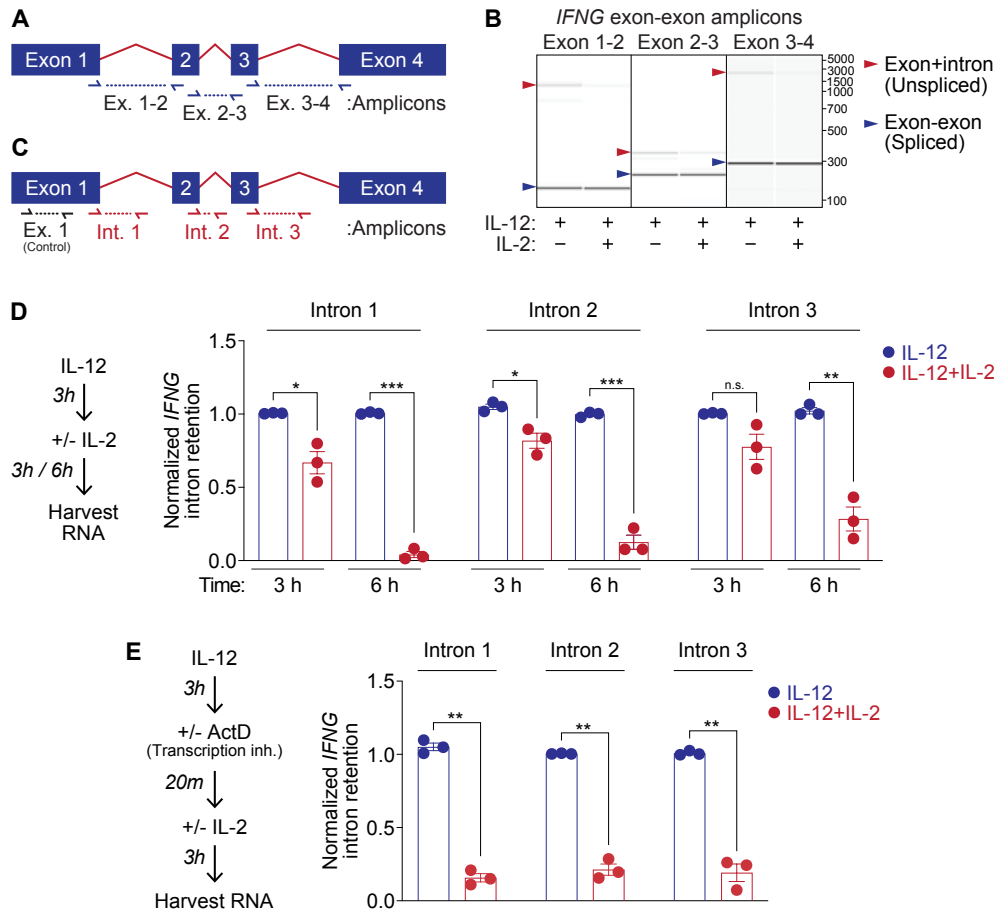 A
Exon 1 2 3 Exon 4
Ex. 1-2 Ex. 2-3 Ex. 3-4 :Amplicons
B
IFNG exon-exon amplicons
Exon 1-2 Exon 2-3 Exon 3-4
5000
3000
1500
1000
700
500
300
100
Exon+intron
(Unspliced)
Exon-exon
(Spliced)
IL-12: + + + + + +
IL-2: – + – + – +
C
Exon 1 2 3 Exon 4
Ex. 1 Int. 1 Int. 2 Int. 3 :Amplicons
(Control)
D
IL-12
3h
+/- IL-2
3h / 6h
Harvest
RNA
Intron 1 Intron 2 Intron 3
Normalized IFNG
intron retention
1.5
1.0
0.5
0.0
* *** * *** n.s. **
IL-12
IL-12+IL-2
Time: 3 h 6 h 3 h 6 h 3 h 6 h
E
IL-12
3h
+/- ActD
(Transcription inh.)
20m
+/- IL-2
3h
Harvest RNA
Intron 1 Intron 2 Intron 3
Normalized IFNG
intron retention
1.5
1.0
0.5
0.0
** ** **
IL-12
IL-12+IL-2